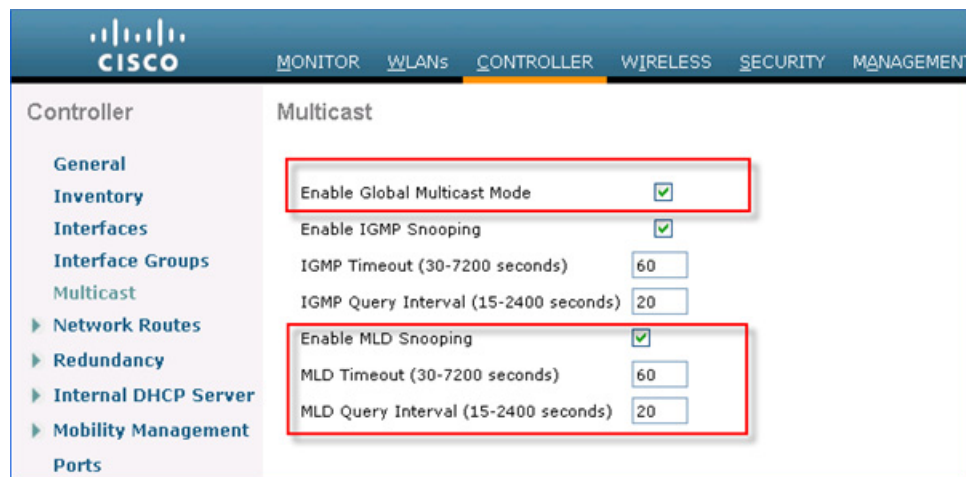 CISCO
MONITOR WLANs CONTROLLER WIRELESS SECURITY MANAGEMENT
Controller
General
Inventory
Interfaces
Interface Groups
Multicast
Network Routes
Redundancy
Internal DHCP Server
Mobility Management
Ports
Multicast
Enable Global Multicast Mode
Enable IGMP Snooping
IGMP Timeout (30-7200 seconds) 60
IGMP Query Interval (15-2400 seconds) 20
Enable MLD Snooping
MLD Timeout (30-7200 seconds) 60
MLD Query Interval (15-2400 seconds) 20